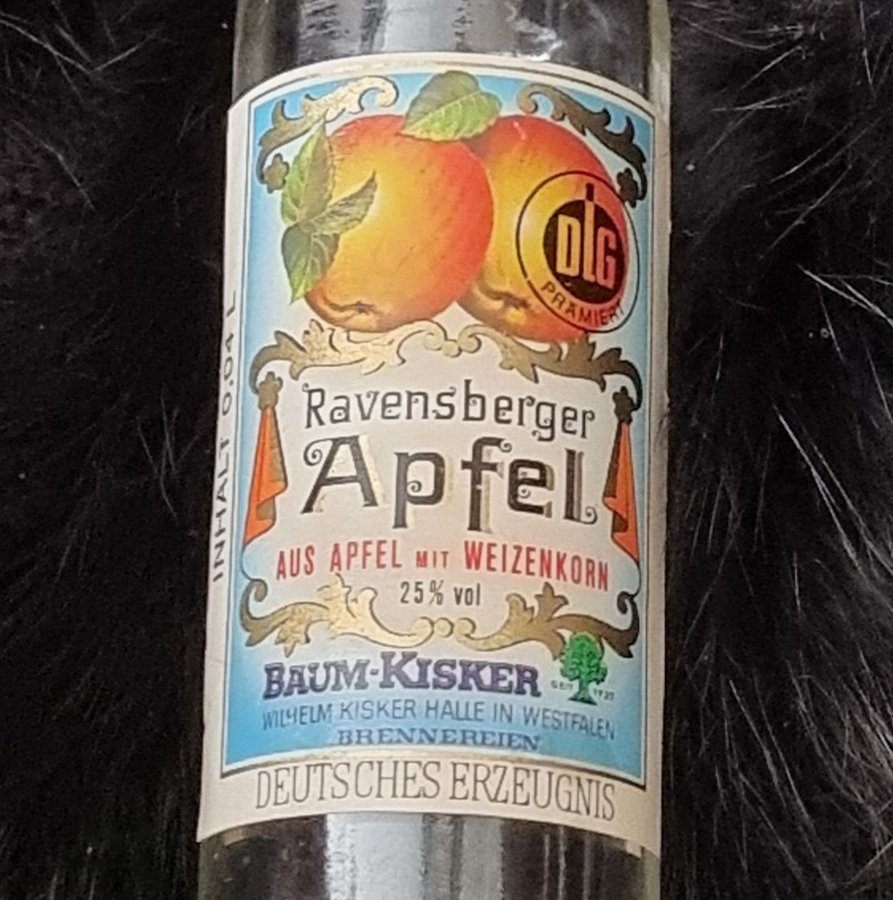 DLG
PRÄMIERT
INHALT 0,04 L
Ravensberger
Apfel
AUS APFEL MIT WEIZENKORN
25% vol
BAUM-KISKER
SEIT 1737
WILHELM KISKER HALLE IN WESTFALEN
BRENNEREIEN
DEUTSCHES ERZEUGNIS